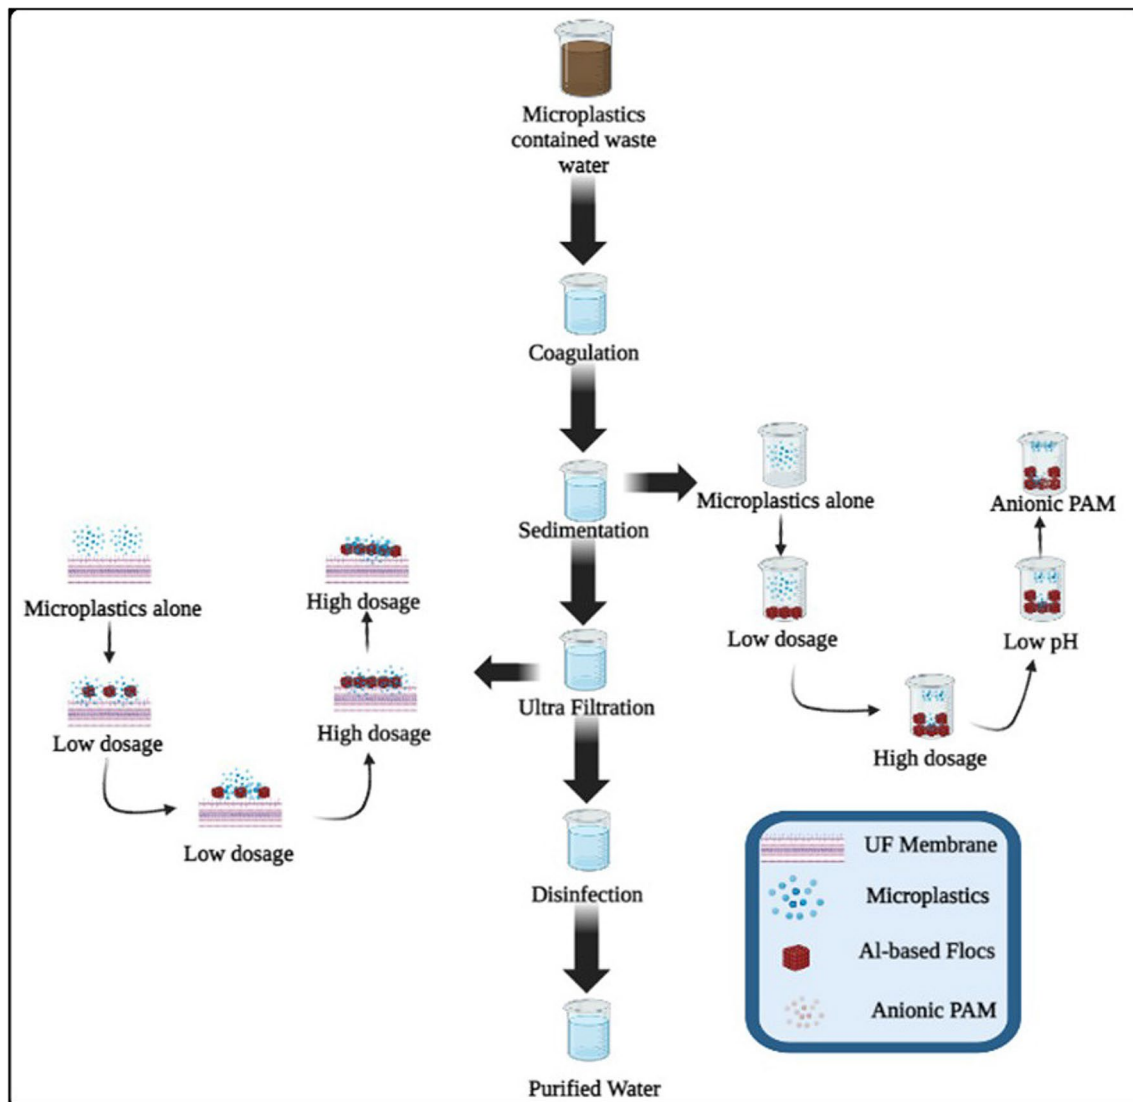 Microplastics
contained waste
water
Coagulation
Sedimentation
Ultra Filtration
Disinfection
Purified Water
Microplastics alone
Low dosage
High dosage
Low pH
Anionic PAM
Microplastics alone
Low dosage
Low dosage
High dosage
High dosage
UF Membrane
Microplastics
Al-based Flocs
Anionic PAM